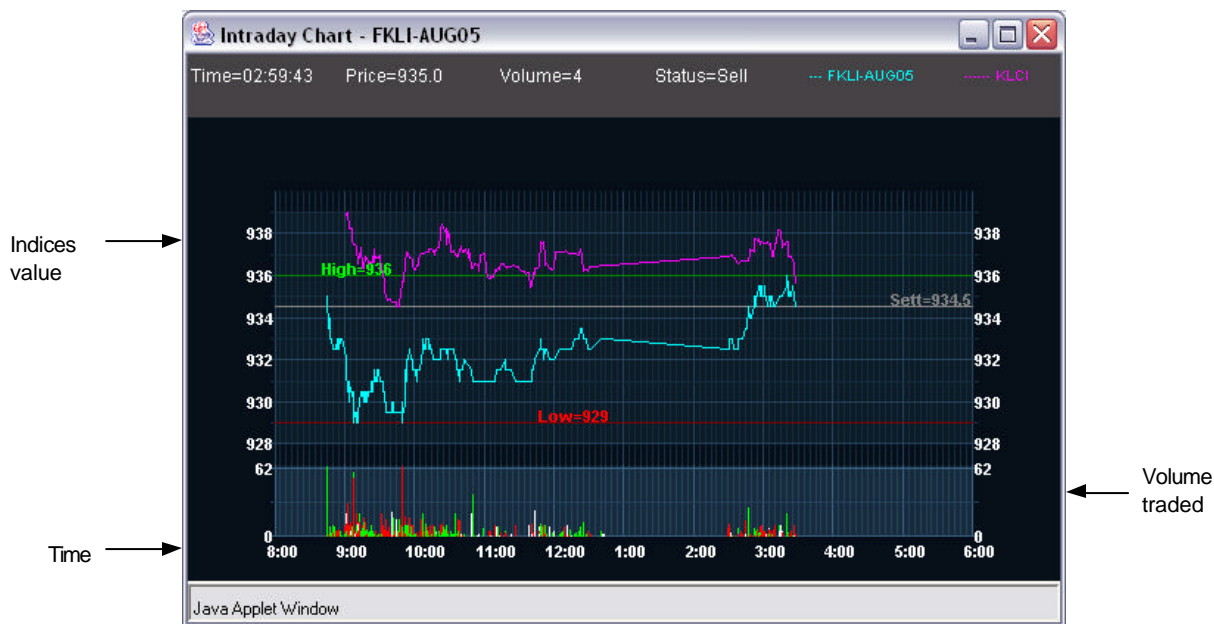 Intraday Chart - FKLI-AUG05
Time=02:59:43 Price=935.0 Volume=4 Status=Sell --- FKLI-AUG05 ------ KLCI
Indices
value
938 938
High=936
936 936
Sett=934.5
934 934
932 932
930 930
Low=929
928 928
62 62
Volume
traded
0 0
Time
8:00 9:00 10:00 11:00 12:00 1:00 2:00 3:00 4:00 5:00 6:00
Java Applet Window